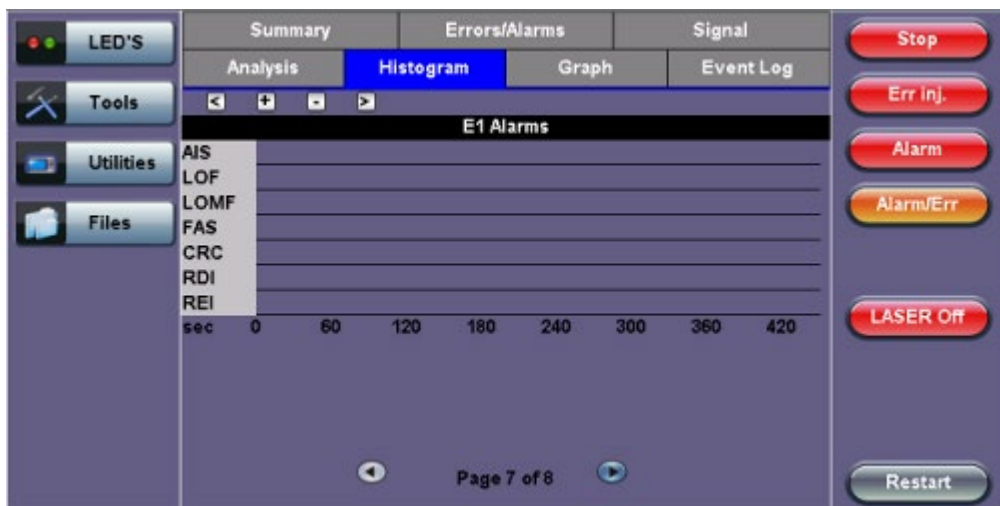 LED'S
Tools
Utilities
Files
Summary Errors/Alarms Signal
Analysis Histogram Graph Event Log
< + - >
E1 Alarms
AIS
LOF
LOMF
FAS
CRC
RDI
REI
sec 0 60 120 180 240 300 360 420
Page 7 of 8
Stop
Err Inj.
Alarm
Alarm/Err
LASER Off
Restart